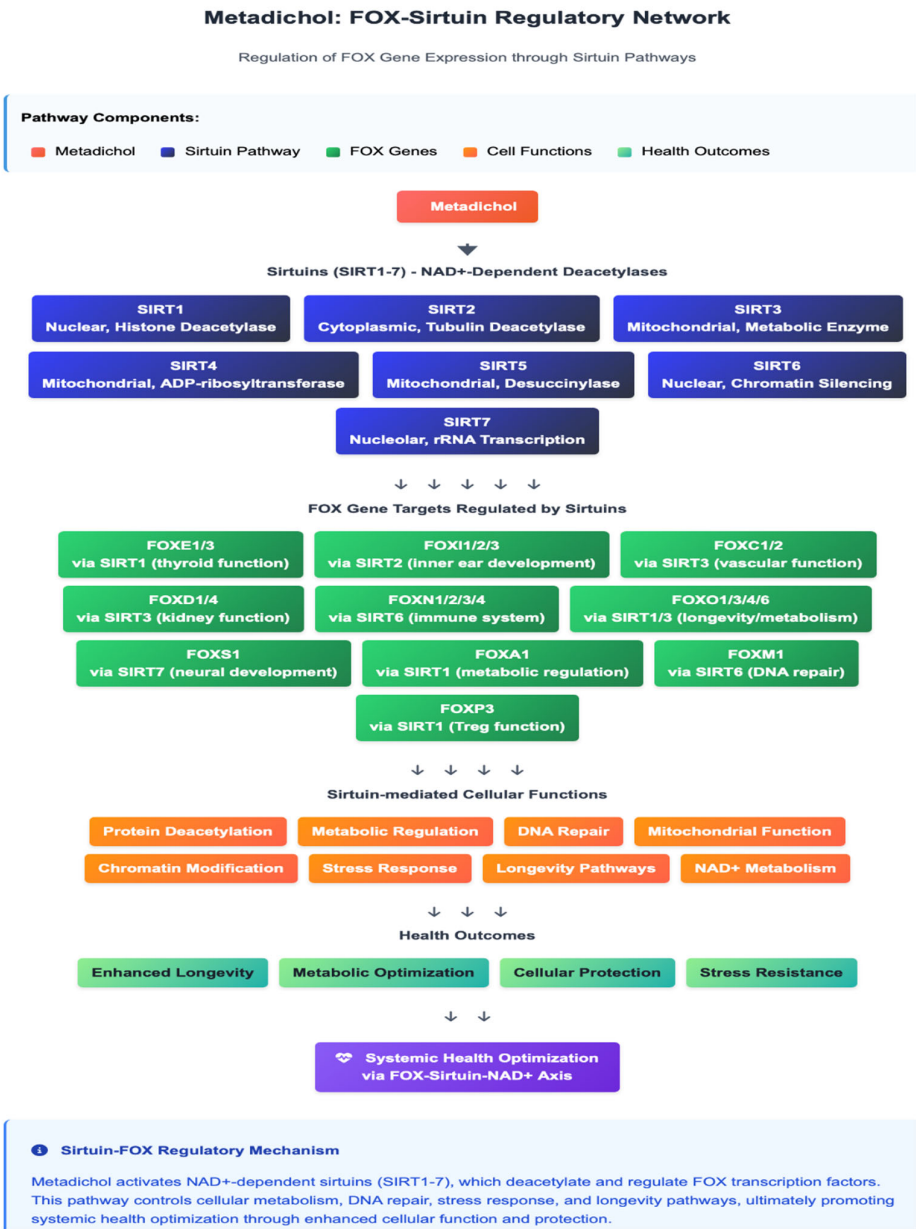 Metadichol: FOX-Sirtuin Regulatory Network
Regulation of FOX Gene Expression through Sirtuin Pathways
Pathway Components:
Metadichol Sirtuin Pathway FOX Genes Cell Functions Health Outcomes
Metadichol
Sirtuins (SIRT1-7) - NAD+-Dependent Deacetylases
SIRT1
Nuclear, Histone Deacetylase
SIRT2
Cytoplasmic, Tubulin Deacetylase
SIRT3
Mitochondrial, Metabolic Enzyme
SIRT4
Mitochondrial, ADP-ribosyltransferase
SIRT5
Mitochondrial, Desuccinylase
SIRT6
Nuclear, Chromatin Silencing
SIRT7
Nucleolar, rRNA Transcription
FOX Gene Targets Regulated by Sirtuins
FOXE1/3
via SIRT1 (thyroid function)
FOXI1/2/3
via SIRT2 (inner ear development)
FOXC1/2
via SIRT3 (vascular function)
FOXD1/4
via SIRT3 (kidney function)
FOXN1/2/3/4
via SIRT6 (immune system)
FOXO1/3/4/6
via SIRT1/3 (longevity/metabolism)
FOXS1
via SIRT7 (neural development)
FOXA1
via SIRT1 (metabolic regulation)
FOXM1
via SIRT6 (DNA repair)
FOXP3
via SIRT1 (Treg function)
Sirtuin-mediated Cellular Functions
Protein Deacetylation
Metabolic Regulation
DNA Repair
Mitochondrial Function
Chromatin Modification
Stress Response
Longevity Pathways
NAD+ Metabolism
Health Outcomes
Enhanced Longevity
Metabolic Optimization
Cellular Protection
Stress Resistance
Systemic Health Optimization
via FOX-Sirtuin-NAD+ Axis
Sirtuin-FOX Regulatory Mechanism
Metadichol activates NAD+-dependent sirtuins (SIRT1-7), which deacetylate and regulate FOX transcription factors.
This pathway controls cellular metabolism, DNA repair, stress response, and longevity pathways, ultimately promoting
systemic health optimization through enhanced cellular function and protection.